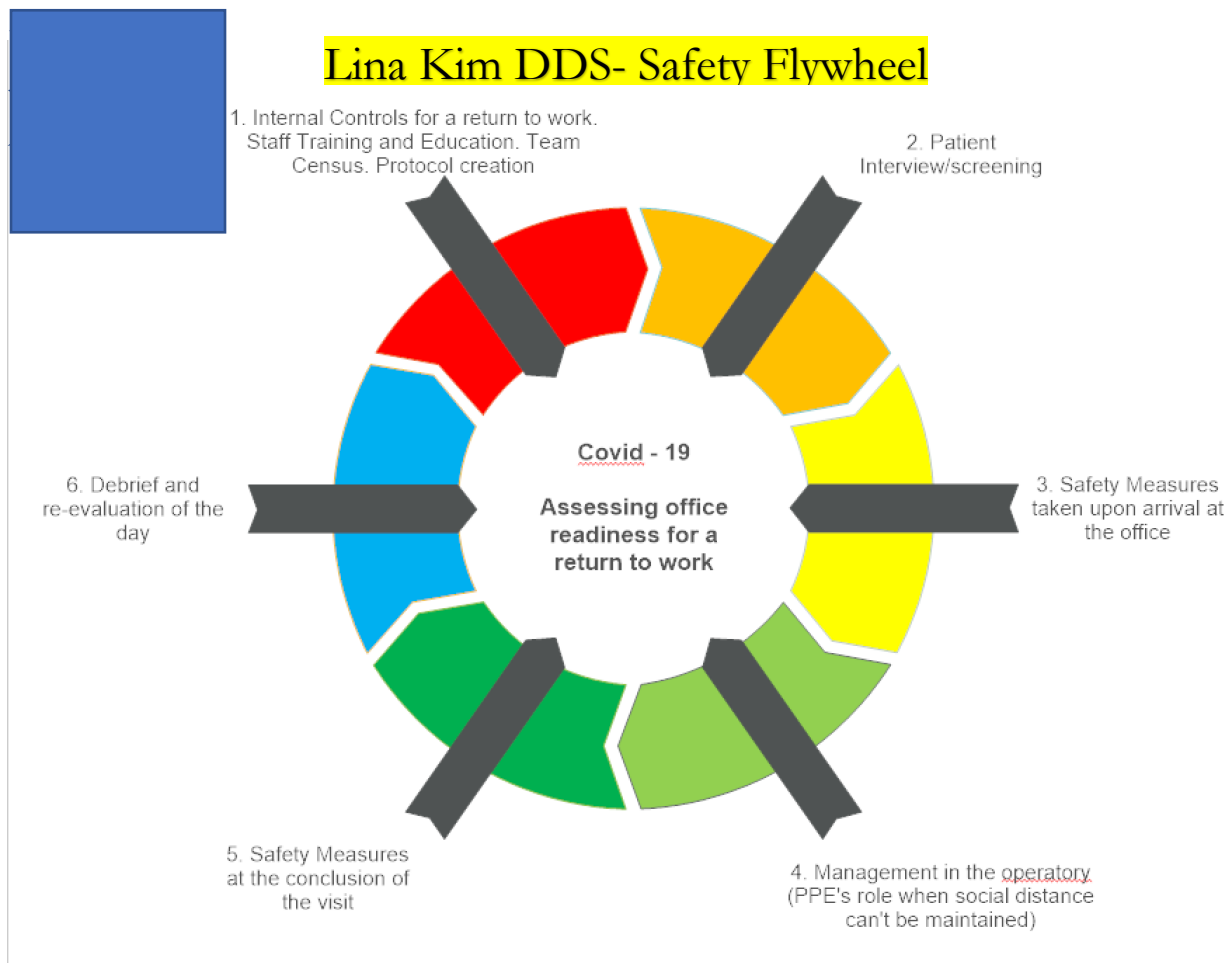 Lina Kim DDS- Safety Flywheel
1. Internal Controls for a return to work.
Staff Training and Education. Team
Census. Protocol creation
2. Patient
Interview/screening
3. Safety Measures
taken upon arrival at
the office
4. Management in the operatory
(PPE's role when social distance
can't be maintained)
5. Safety Measures
at the conclusion of
the visit
6. Debrief and
re-evaluation of the
day
Covid - 19
Assessing office
readiness for a
return to work